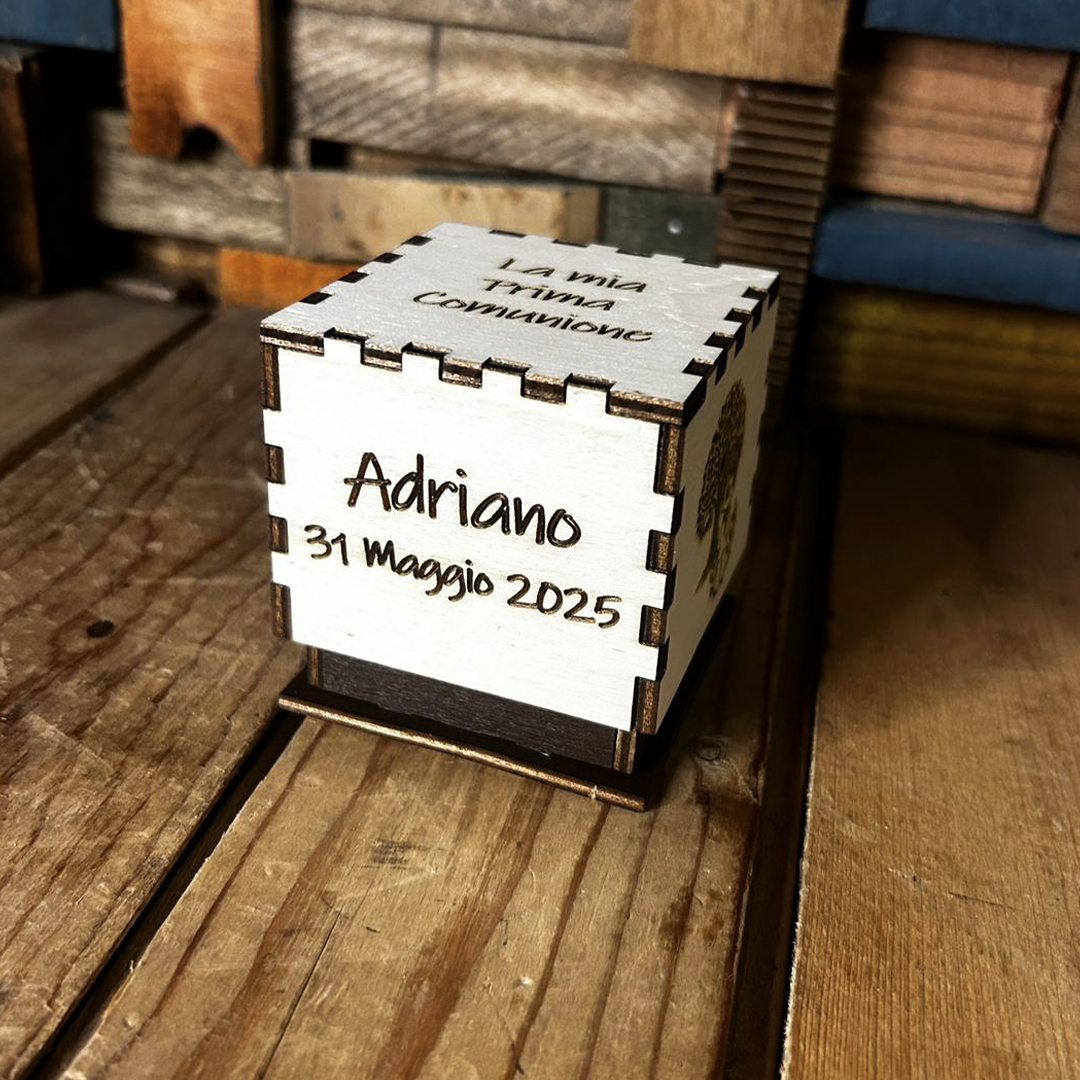 La mia
Prima
Comunione
Adriano
31 Maggio 2025